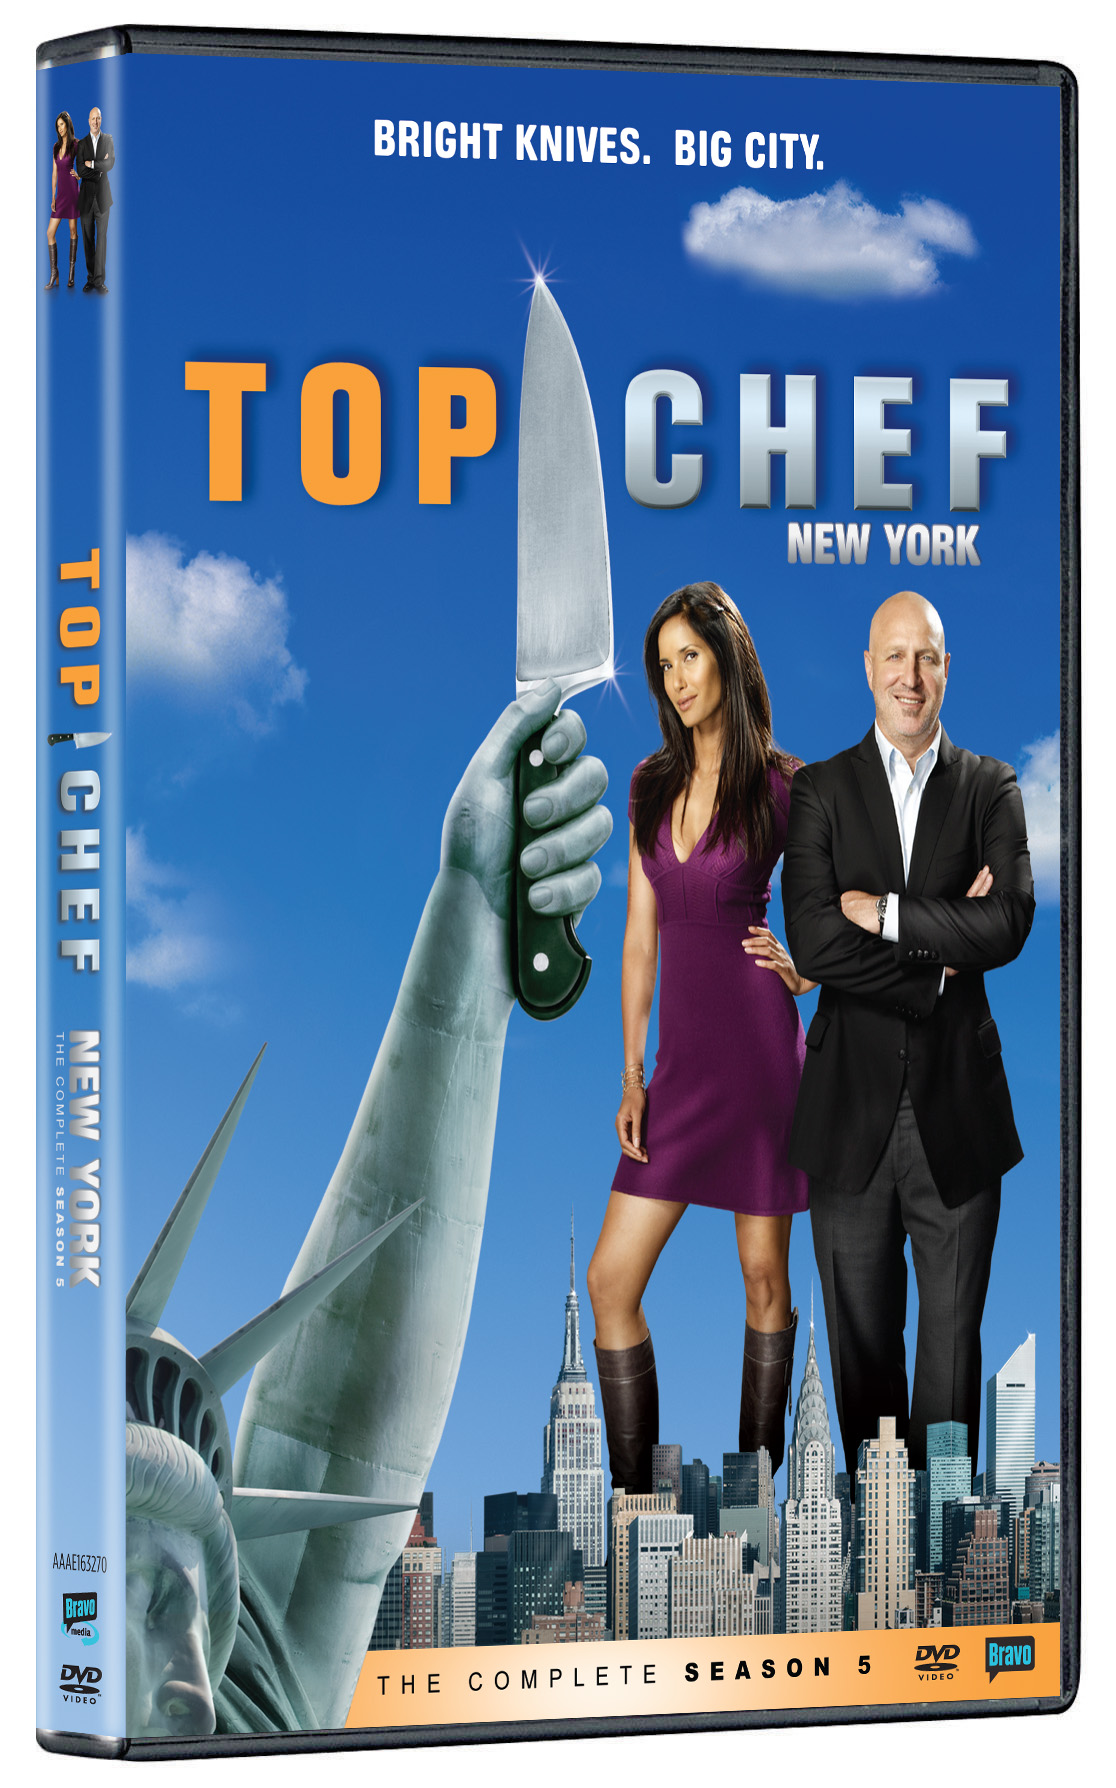 BRIGHT KNIVES. BIG CITY.
TOP CHEF
NEW YORK
THE COMPLETE SEASON 5
DVD
VIDEO
Bravo
TOP CHEF NEW YORK
THE COMPLETE SEASON 5
AAAE163270
Bravo
media
DVD
VIDEO